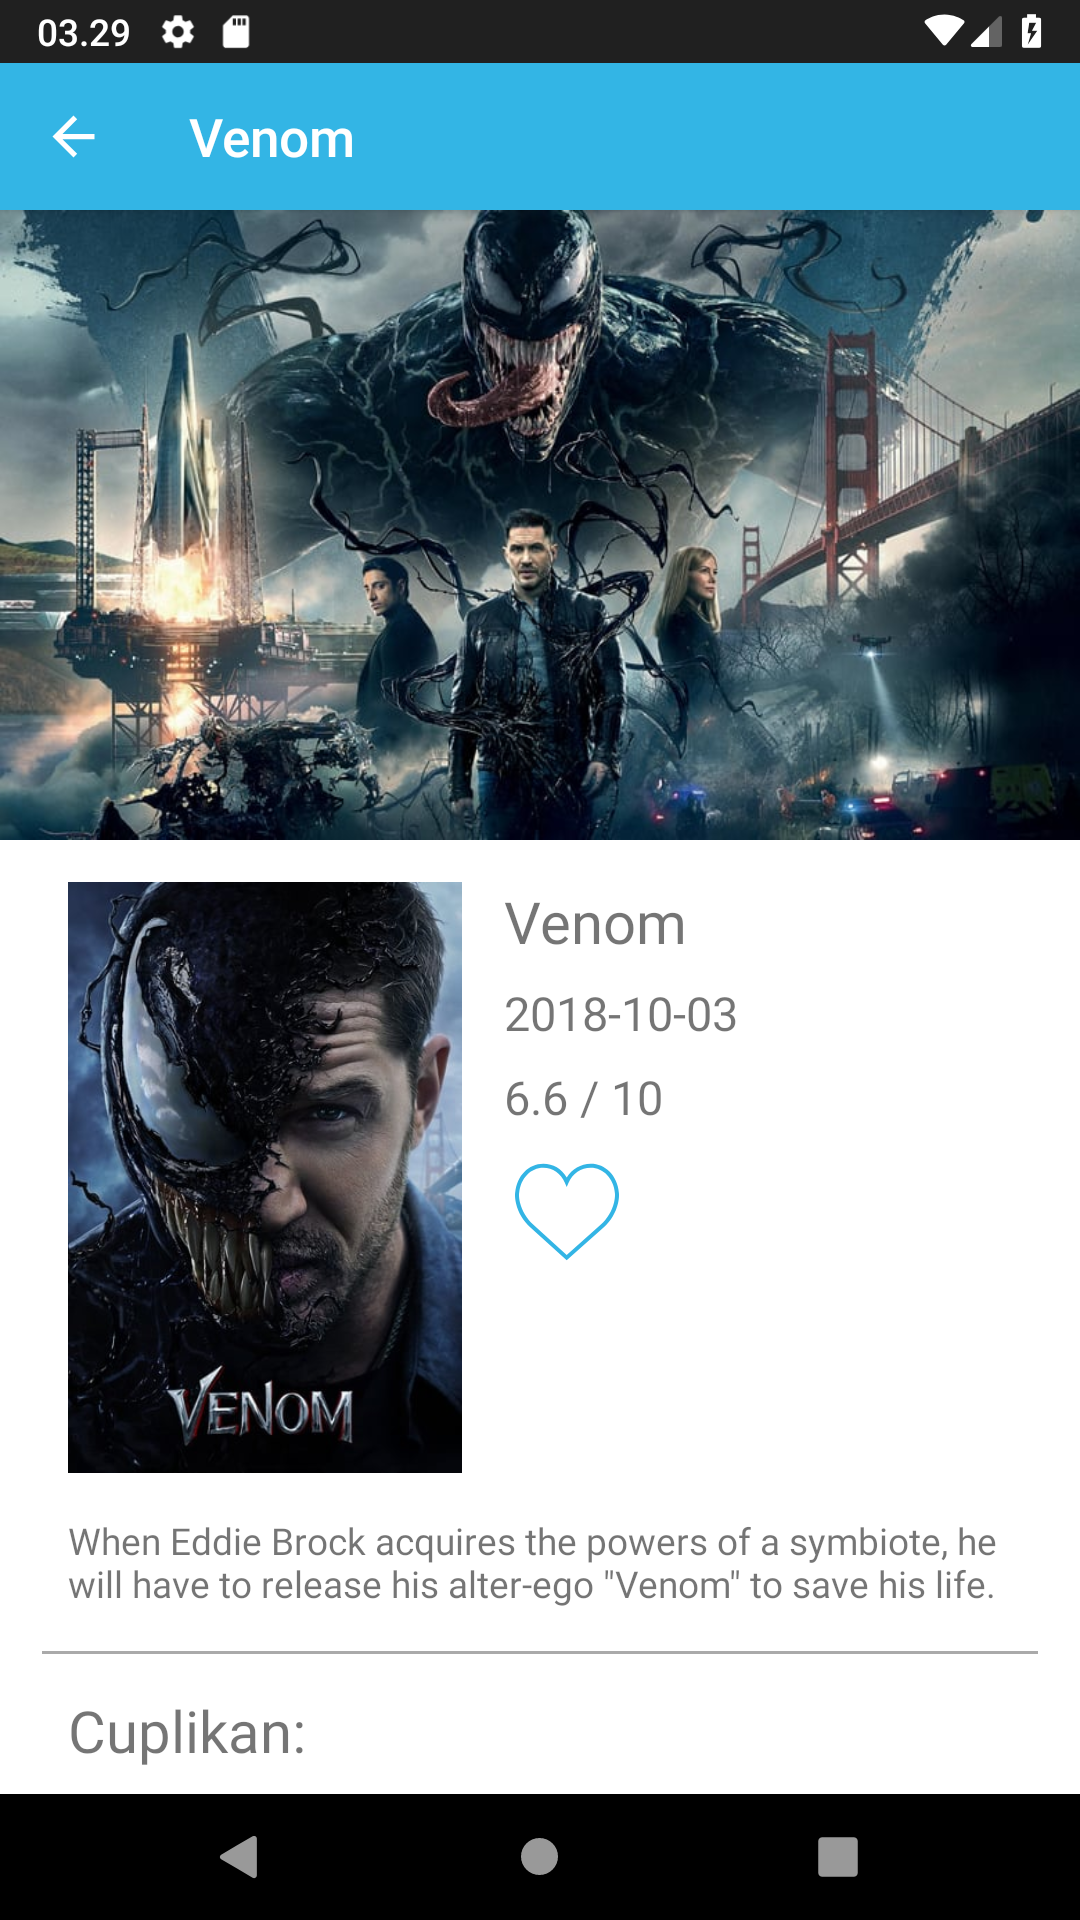 03.29
Venom
Venom
2018-10-03
6.6 / 10
VENOM
When Eddie Brock acquires the powers of a symbiote, he
will have to release his alter-ego "Venom" to save his life.
Cuplikan: